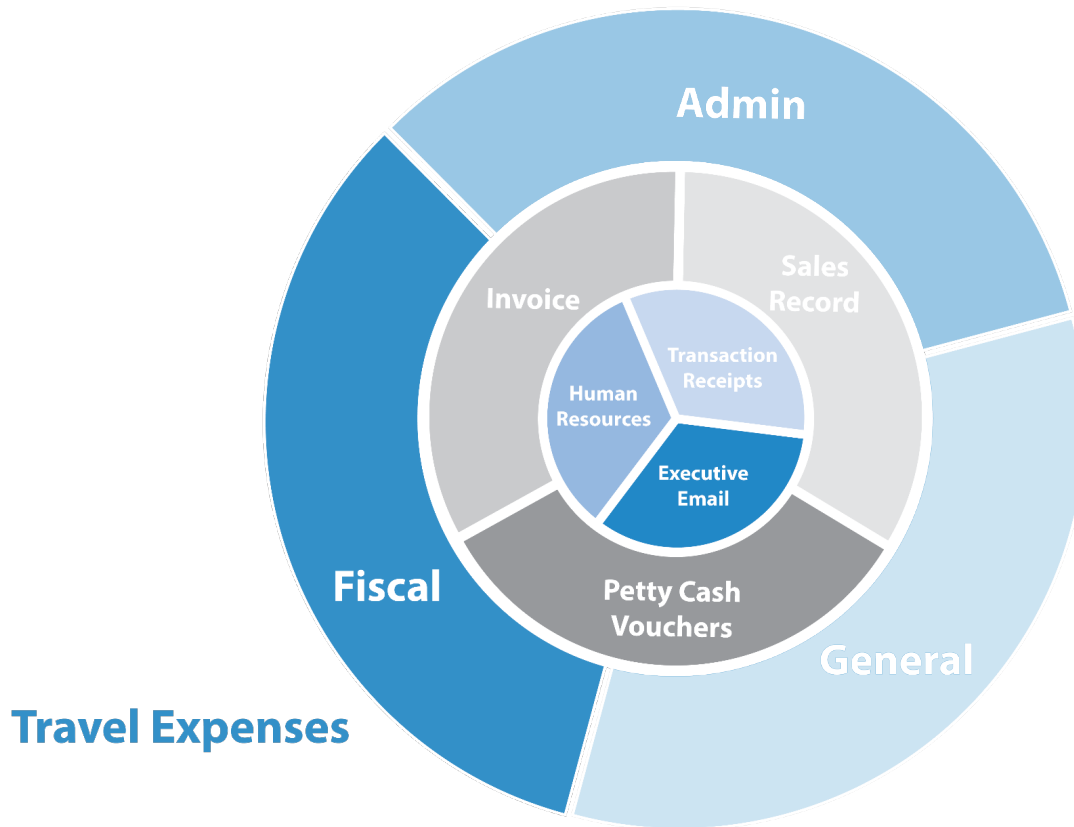 Admin
Sales
Record
Invoice
Transaction
Receipts
Human
Resources
Executive
Email
Fiscal
Petty Cash
Vouchers
General
Travel Expenses